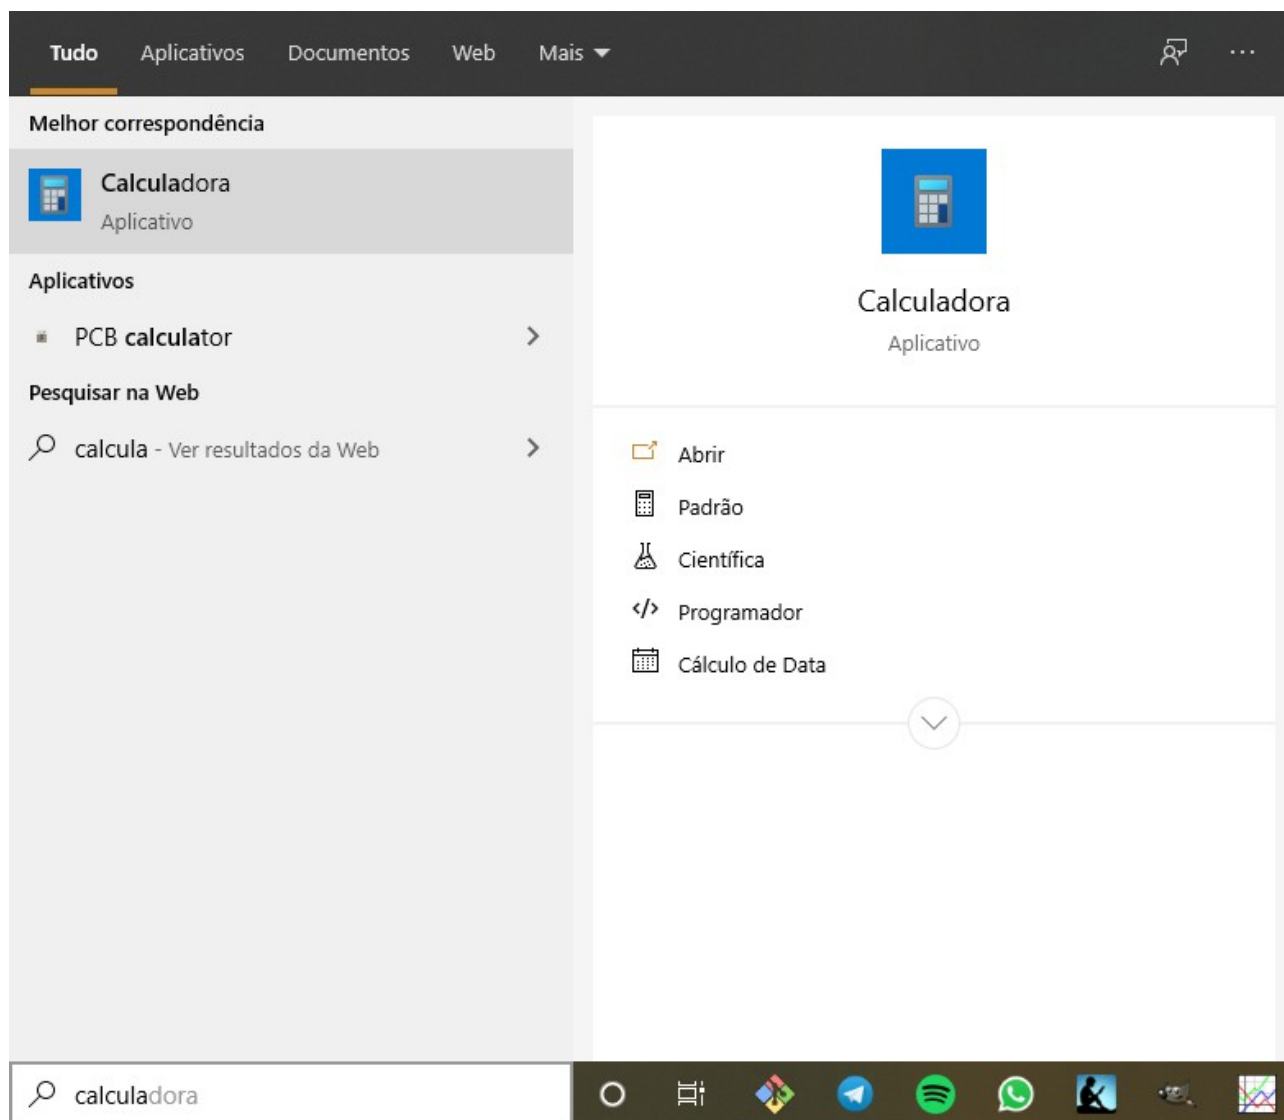 Tudo Aplicativos Documentos Web Mais
Melhor correspondência
Calculadora
Aplicativo
Aplicativos
PCB calculator
Pesquisar na Web
calcula - Ver resultados da Web
Calculadora
Aplicativo
Abrir
Padrão
Científica
Programador
Cálculo de Data
calculadora